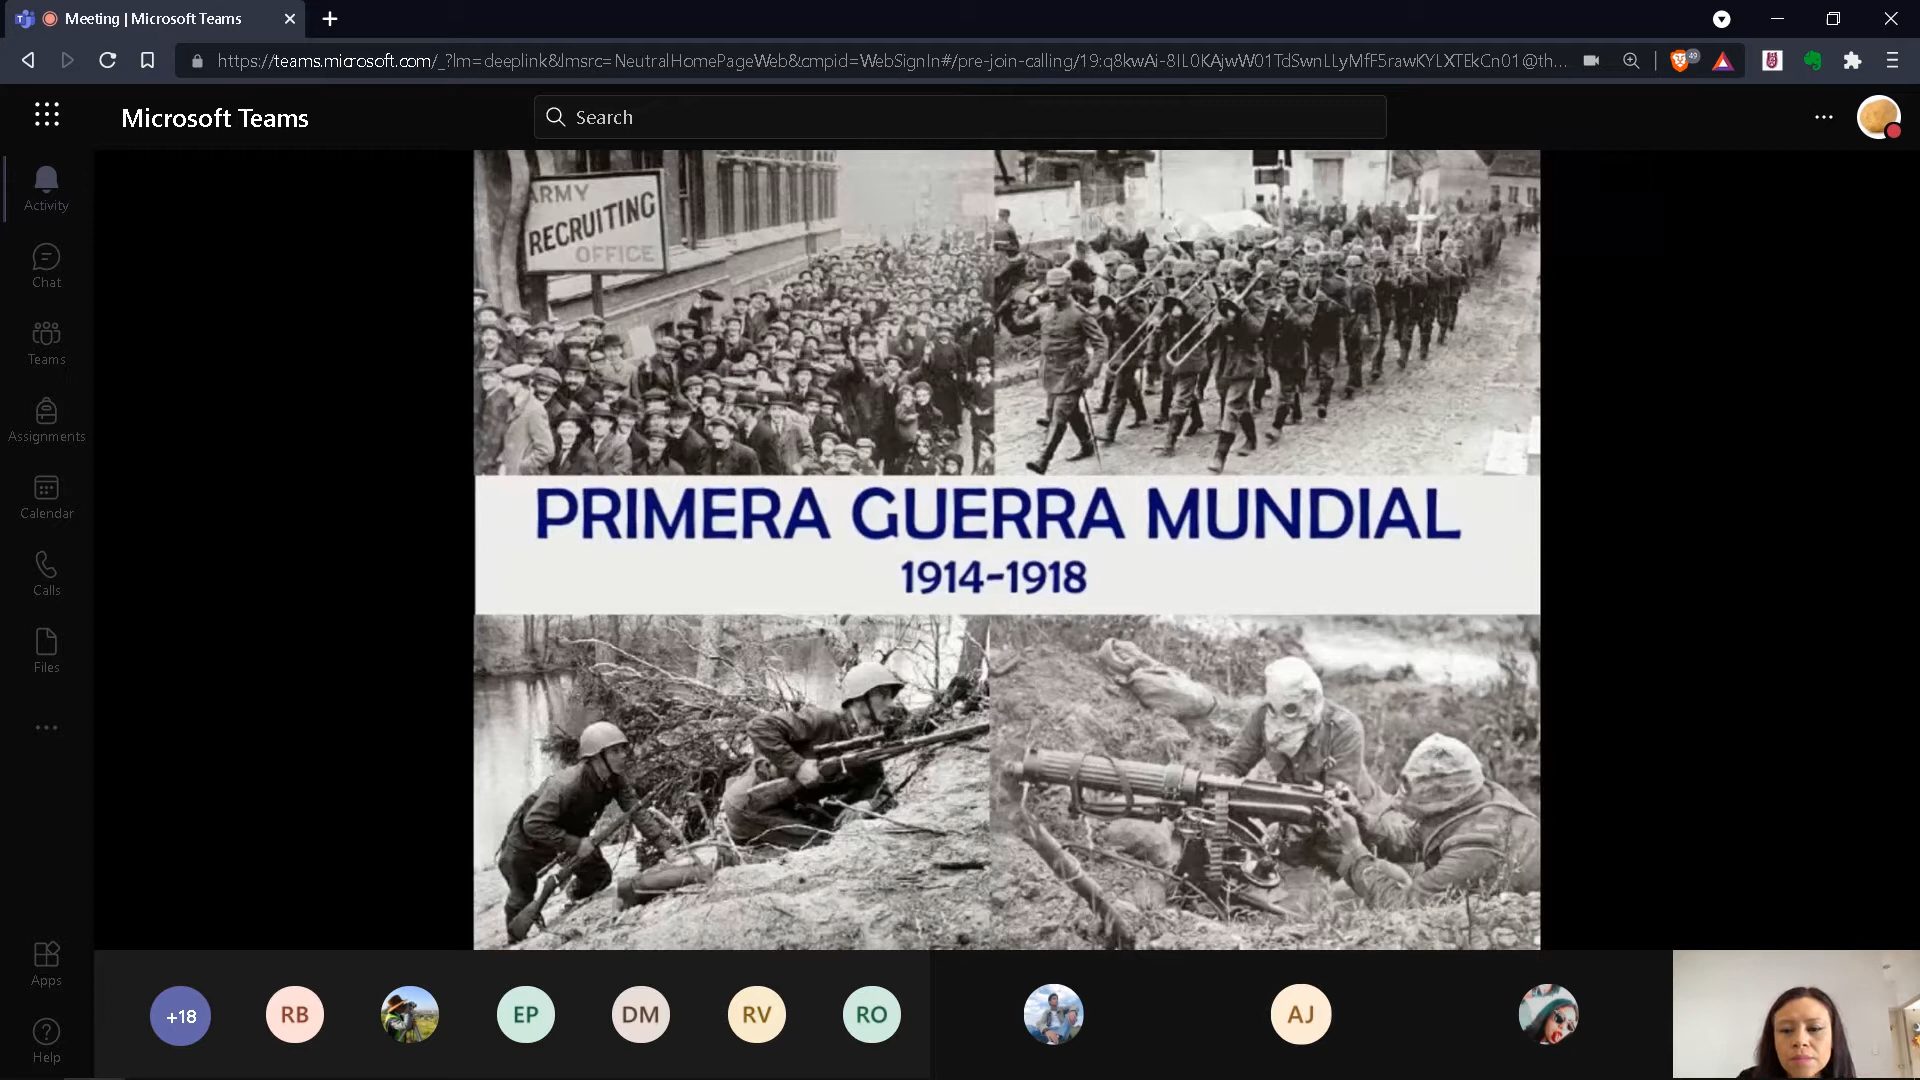 Meeting | Microsoft Teams
https://teams.microsoft.com/_?lm=deeplink&lmsrc=NeutralHomePageWeb&cmpid=WebSignIn#/pre-join-calling/19:q8kwAi-8IL0KAjwW01TdSwnLLyMfF5rawKYLXTEkCn01@th...
49
Microsoft Teams
Search
Activity
Chat
Teams
Assignments
Calendar
Calls
Files
Apps
Help
ARMY
RECRUITING
OFFICE
PRIMERA GUERRA MUNDIAL
1914-1918
+18
RB
EP
DM
RV
RO
AJ